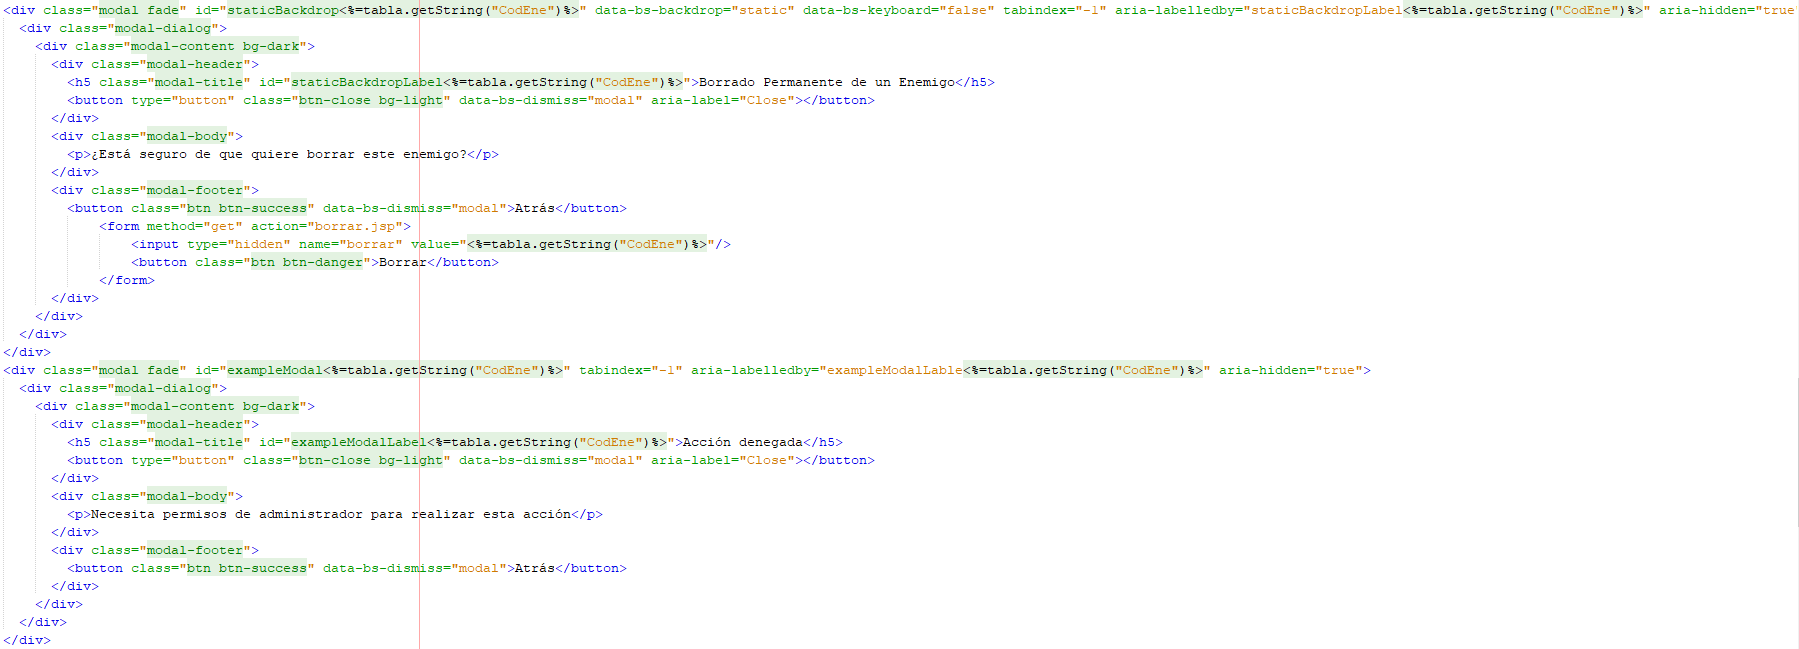 <div class="modal fade" id="staticBackdrop<%=tabla.getString("CodEne")%>" data-bs-backdrop="static" data-bs-keyboard="false" tabindex="-1" aria-labelledby="staticBackdropLabel<%=tabla.getString("CodEne")%>" aria-hidden="true
<div class="modal-dialog">
<div class="modal-content bg-dark">
<div class="modal-header">
<h5 class="modal-title" id="staticBackdropLabel<%=tabla.getString("CodEne")%>">Borrado Permanente de un Enemigo</h5>
<button type="button" class="btn-close bg-light" data-bs-dismiss="modal" aria-label="Close"></button>
</div>
<div class="modal-body">
<p>¿Está seguro de que quiere borrar este enemigo?</p>
</div>
<div class="modal-footer">
<button class="btn btn-success" data-bs-dismiss="modal">Atrás</button>
<form method="get" action="borrar.jsp">
<input type="hidden" name="borrar" value="<%=tabla.getString("CodEne")%>"/>
<button class="btn btn-danger">Borrar</button>
</form>
</div>
</div>
</div>
</div>
<div class="modal fade" id="exampleModal<%=tabla.getString("CodEne")%>" tabindex="-1" aria-labelledby="exampleModalLable<%=tabla.getString("CodEne")%>" aria-hidden="true">
<div class="modal-dialog">
<div class="modal-content bg-dark">
<div class="modal-header">
<h5 class="modal-title" id="exampleModalLabel<%=tabla.getString("CodEne")%>">Acción denegada</h5>
<button type="button" class="btn-close bg-light" data-bs-dismiss="modal" aria-label="Close"></button>
</div>
<div class="modal-body">
<p>Necesita permisos de administrador para realizar esta acción</p>
</div>
<div class="modal-footer">
<button class="btn btn-success" data-bs-dismiss="modal">Atrás</button>
</div>
</div>
</div>
</div>